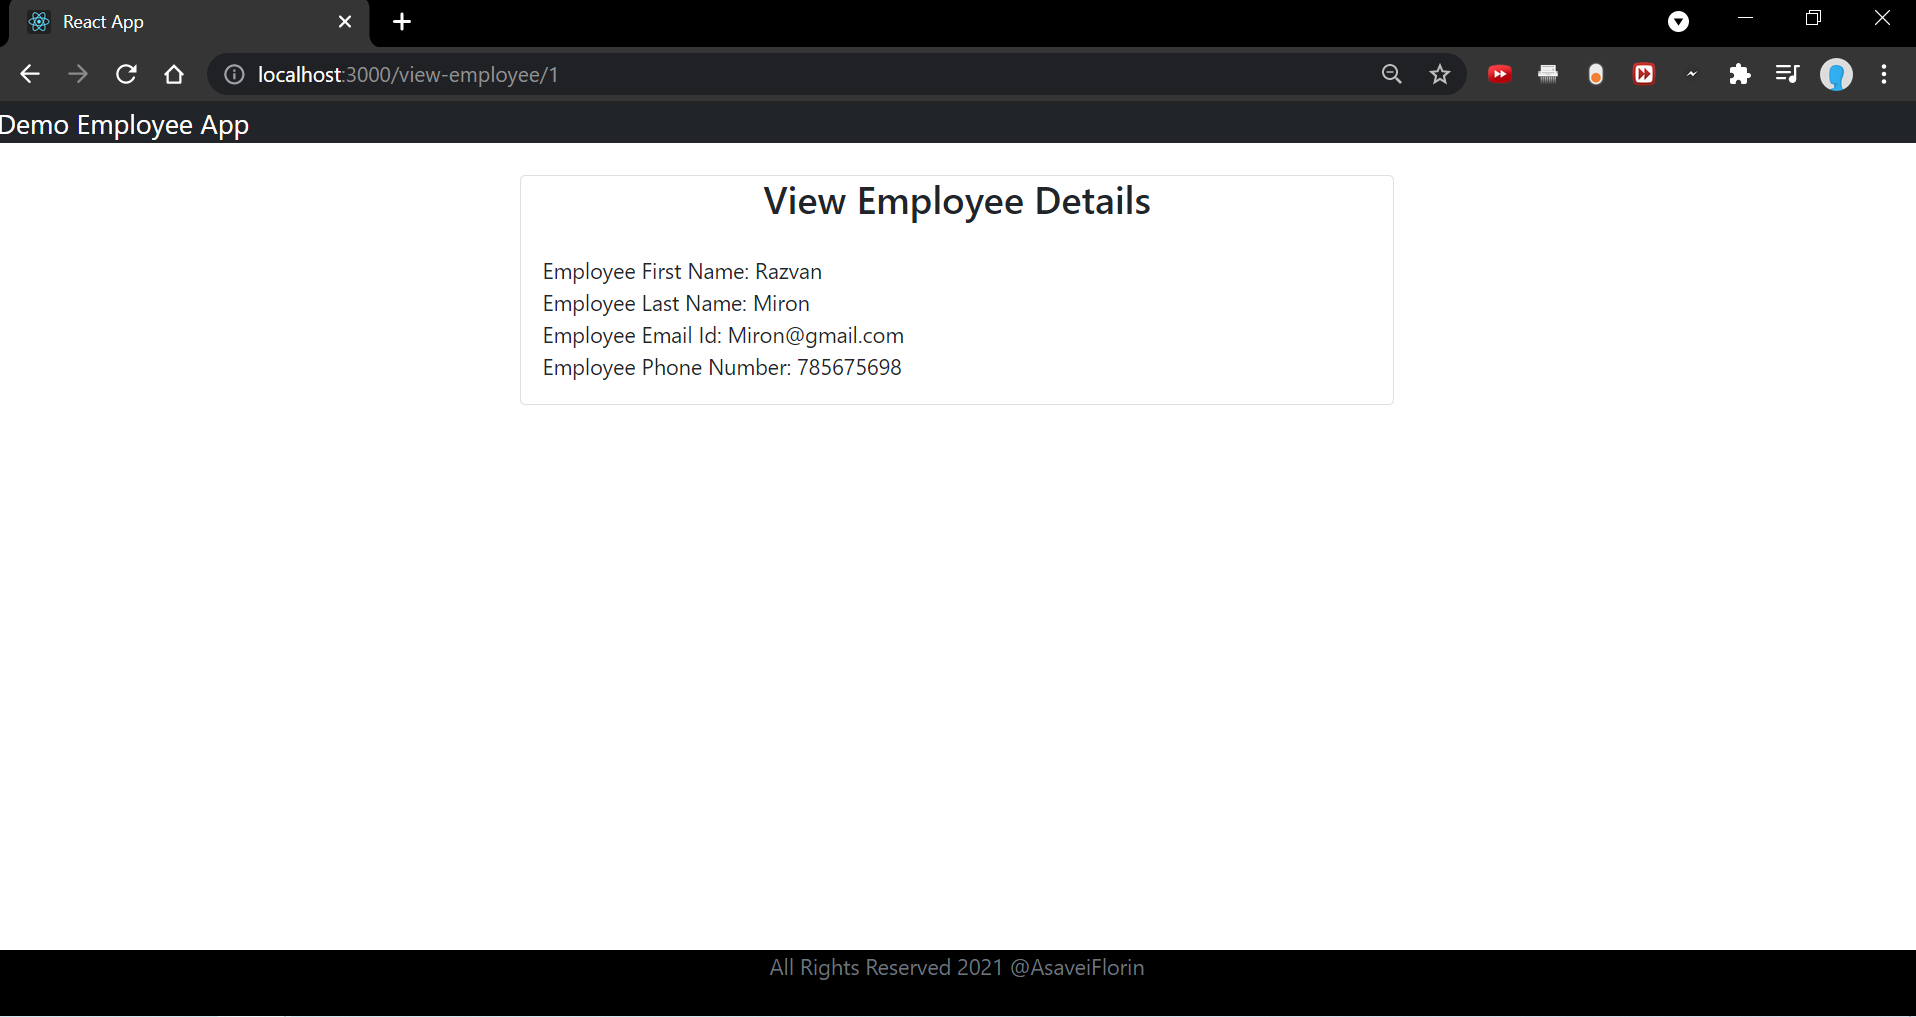 React App
localhost:3000/view-employee/1
Demo Employee App
View Employee Details
Employee First Name: Razvan
Employee Last Name: Miron
Employee Email Id: Miron@gmail.com
Employee Phone Number: 785675698
All Rights Reserved 2021 @AsaveiFlorin